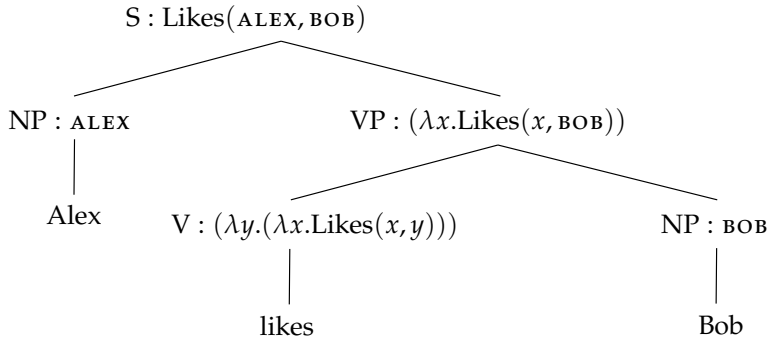 S : Likes(ALEX, BOB)
NP : ALEX VP : (λx.Likes(x, BOB))
Alex V : (λy.(λx.Likes(x, y))) NP : BOB
likes Bob